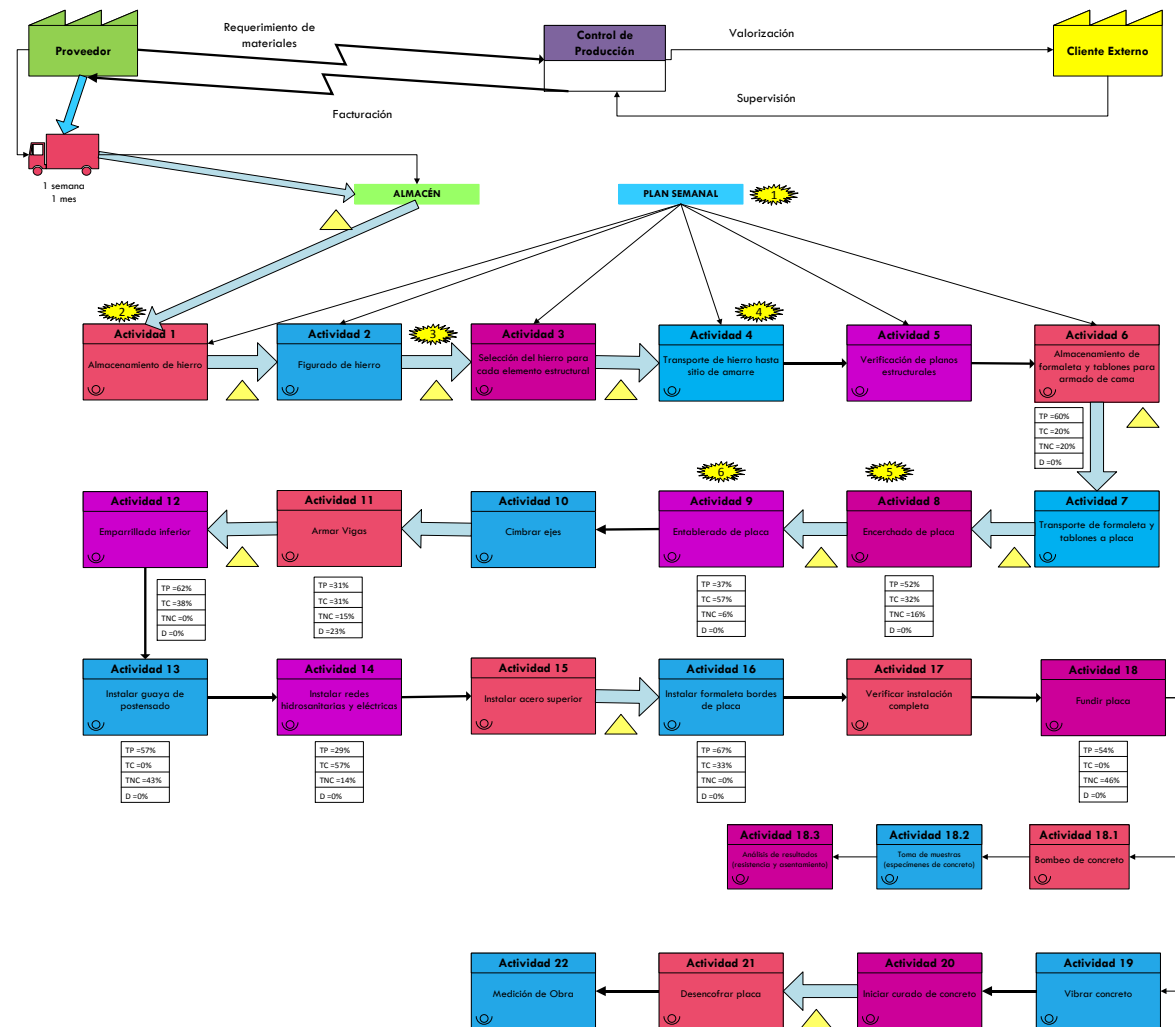 Requerimiento de
materiales
Proveedor
Control de
Producción
Valorización
Cliente Externo
Supervisión
Facturación
1 semana
1 mes
ALMACÉN
PLAN SEMANAL
1
2
3
4
Actividad 1
Almacenamiento de hierro
Actividad 2
Figurado de hierro
Actividad 3
Selección del hierro para
cada elemento estructural
Actividad 4
Transporte de hierro hasta
sitio de amarre
Actividad 5
Verificación de planos
estructurales
Actividad 6
Almacenamiento de
formaleta y tablones para
armado de cama
TP =60%
TC =20%
TNC =20%
D =0%
6
5
Actividad 12
Emparrillada inferior
Actividad 11
Armar Vigas
Actividad 10
Cimbrar ejes
Actividad 9
Entablerado de placa
Actividad 8
Encerchado de placa
Actividad 7
Transporte de formaleta y
tablones a placa
TP =62%
TC =38%
TNC =0%
D =0%
TP =31%
TC =31%
TNC =15%
D =23%
TP =37%
TC =57%
TNC =6%
D =0%
TP =52%
TC =32%
TNC =16%
D =0%
Actividad 13
Instalar guaya de
postensado
Actividad 14
Instalar redes
hidrosanitarias y eléctricas
Actividad 15
Instalar acero superior
Actividad 16
Instalar formaleta bordes
de placa
Actividad 17
Verificar instalación
completa
Actividad 18
Fundir placa
TP =57%
TC =0%
TNC =43%
D =0%
TP =29%
TC =57%
TNC =14%
D =0%
TP =67%
TC =33%
TNC =0%
D =0%
TP =54%
TC =0%
TNC =46%
D =0%
Actividad 18.3
Análisis de resultados
(resistencia y asentamiento)
Actividad 18.2
Toma de muestras
(especímenes de concreto)
Actividad 18.1
Bombeo de concreto
Actividad 22
Medición de Obra
Actividad 21
Desencofrar placa
Actividad 20
Iniciar curado de concreto
Actividad 19
Vibrar concreto